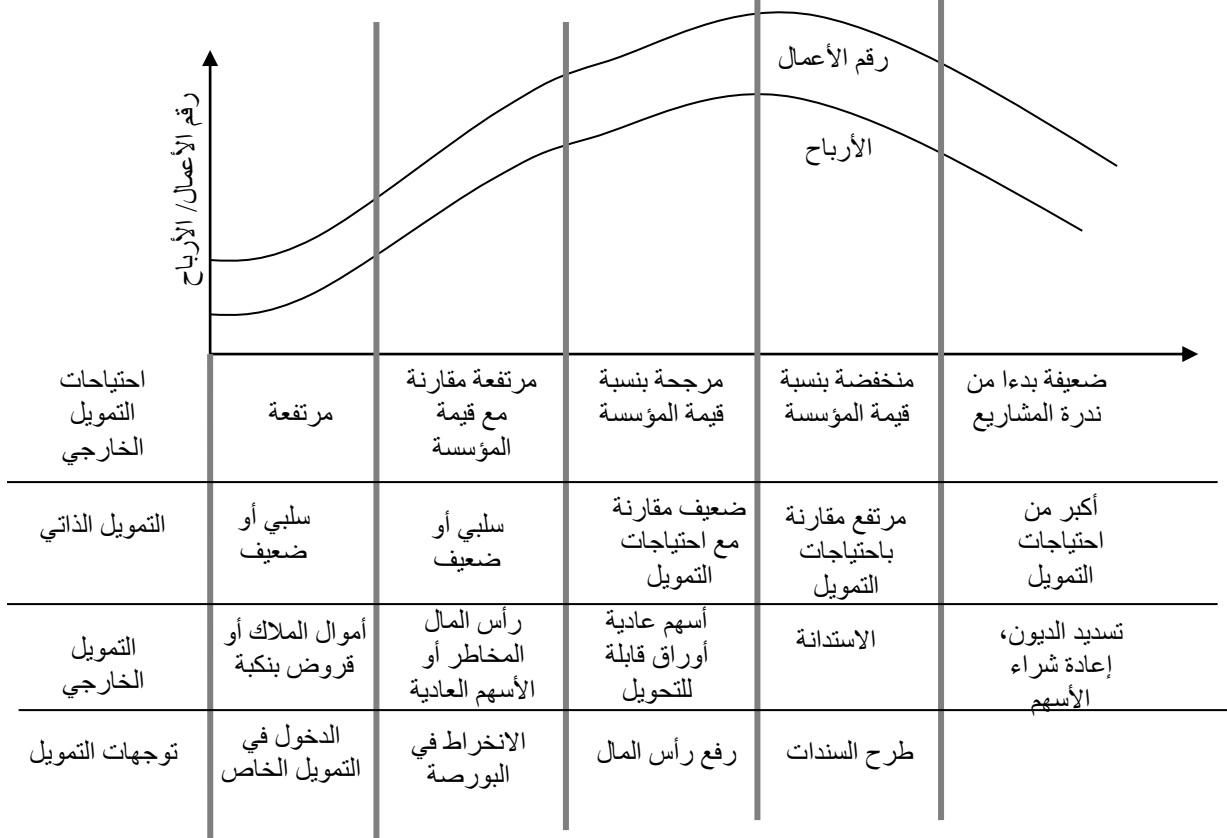 رقم الأعمال
الأرباح
رقم الأعمال/ الأرباح
احتياحات
التمويل
الخارجي
مرتفعة
مرتفعة مقارنة
مع قيمة
المؤسسة
مرجحة بنسبة
قيمة المؤسسة
منخفضة بنسبة
قيمة المؤسسة
ضعيفة بدءا من
ندرة المشاريع
التمويل الذاتي
سلبي أو
ضعيف
سلبي أو
ضعيف
ضعيف مقارنة
مع احتياجات
التمويل
مرتفع مقارنة
باحتياجات
التمويل
أكبر من
احتياجات
التمويل
التمويل
الخارجي
أموال الملاك أو
قروض بنكبة
رأس المال
المخاطر أو
الأسهم العادية
أسهم عادية
أوراق قابلة
للتحويل
الاستدانة
تسديد الديون،
إعادة شراء
الأسهم
توجهات التمويل
الدخول في
التمويل الخاص
الانخراط في
البورصة
رفع رأس المال
طرح السندات